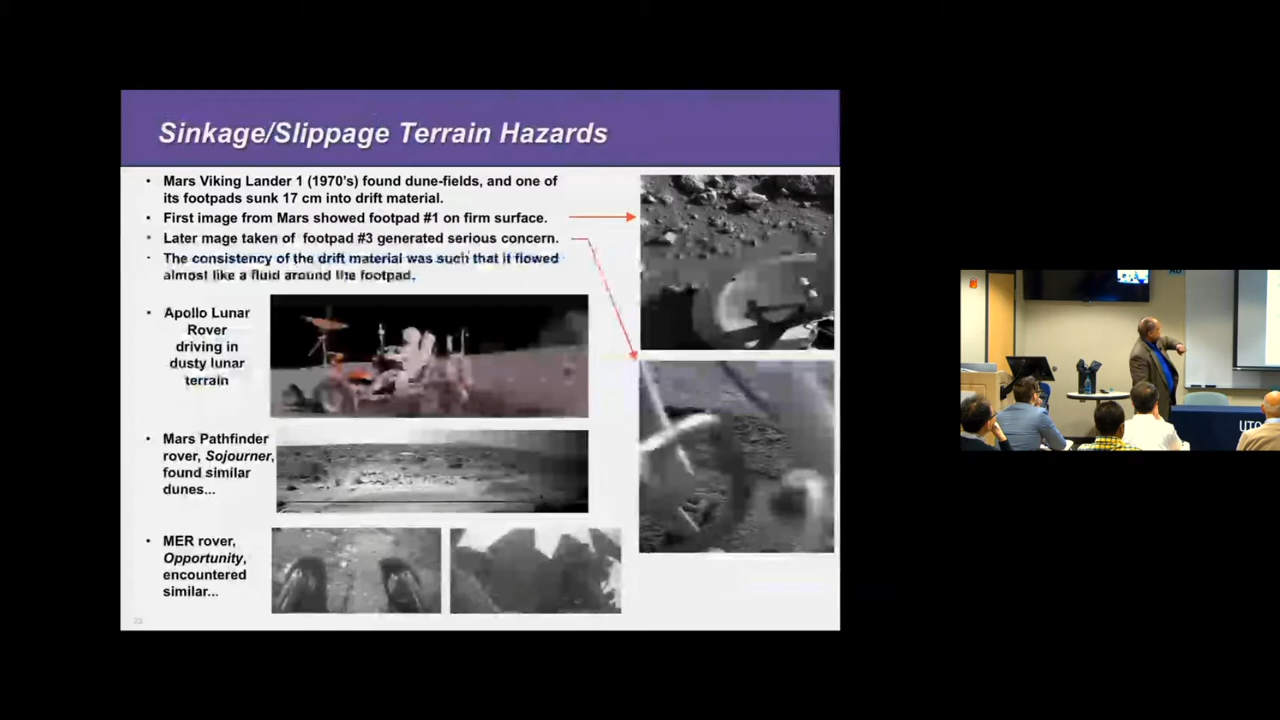 Sinkage/Slippage Terrain Hazards
• Mars Viking Lander 1 (1970's) found dune-fields, and one of
its footpads sunk 17 cm into drift material.
• First image from Mars showed footpad #1 on firm surface.
• Later mage taken of footpad #3 generated serious concern.
• The consistency of the drift material was such that it flowed
almost like a fluid around the footpad.
• Apollo Lunar
Rover
driving in
dusty lunar
terrain
• Mars Pathfinder
rover, Sojourner,
found similar
dunes...
• MER rover,
Opportunity,
encountered
similar...